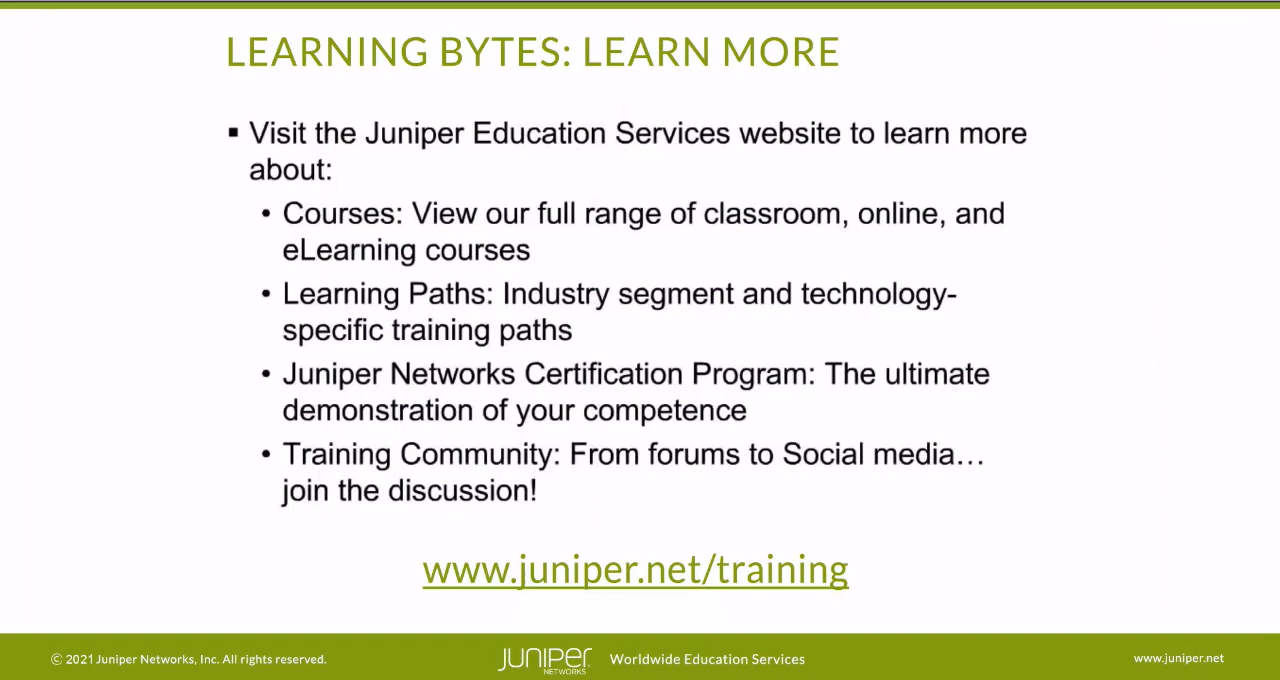 LEARNING BYTES: LEARN MORE
▪ Visit the Juniper Education Services website to learn more
about:
• Courses: View our full range of classroom, online, and
eLearning courses
• Learning Paths: Industry segment and technology-
specific training paths
• Juniper Networks Certification Program: The ultimate
demonstration of your competence
• Training Community: From forums to Social media…
join the discussion!
www.juniper.net/training
© 2021 Juniper Networks, Inc. All rights reserved.
JUNIPER
NETWORKS
Worldwide Education Services
www.juniper.net